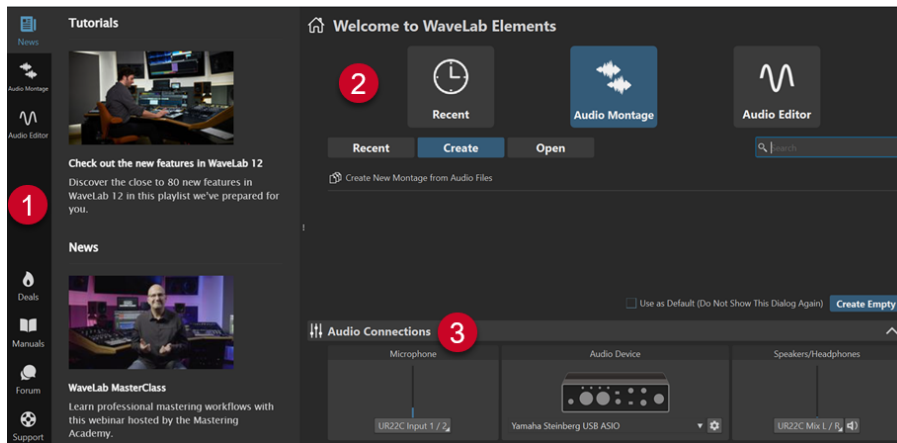 News
Audio Montage
Audio Editor
1
Deals
Manuals
Forum
Support
Tutorials
Check out the new features in WaveLab 12
Discover the close to 80 new features in
WaveLab 12 in this playlist we've prepared for
you.
News
WaveLab MasterClass
Learn professional mastering workflows with
this webinar hosted by the Mastering
Academy.
Welcome to WaveLab Elements
2
Recent
Audio Montage
Audio Editor
Recent Create Open
search
Create New Montage from Audio Files
Use as Default (Do Not Show This Dialog Again) Create Empty
Audio Connections
3
Microphone
UR22C Input 1 / 2
Audio Device
Yamaha Steinberg USB ASIO
Speakers/Headphones
UR22C Mix L / R